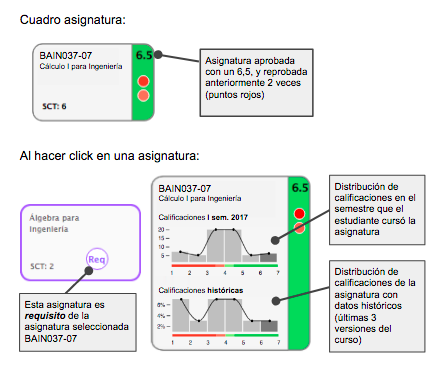 Cuadro asignatura:
BAIN037-07
6.5
Cálculo I para Ingeniería
SCT: 6
Asignatura aprobada
con un 6,5, y reprobada
anteriormente 2 veces
(puntos rojos)
Al hacer click en una asignatura:
Álgebra para
Ingeniería
SCT: 2
Req
Esta asignatura es
requisito de la
asignatura seleccionada
BAIN037-07
BAIN037-07
6.5
Cálculo I para Ingeniería
Calificaciones I sem. 2017
20
15
10
5
1 2 3 4 5 6 7
Calificaciones históricas
6%
4%
2%
1 2 3 4 5 6 7
Distribución de
calificaciones en el
semestre que el
estudiante cursó la
asignatura
Distribución de
calificaciones de la
asignatura con
datos históricos
(últimas 3
versiones del
curso)